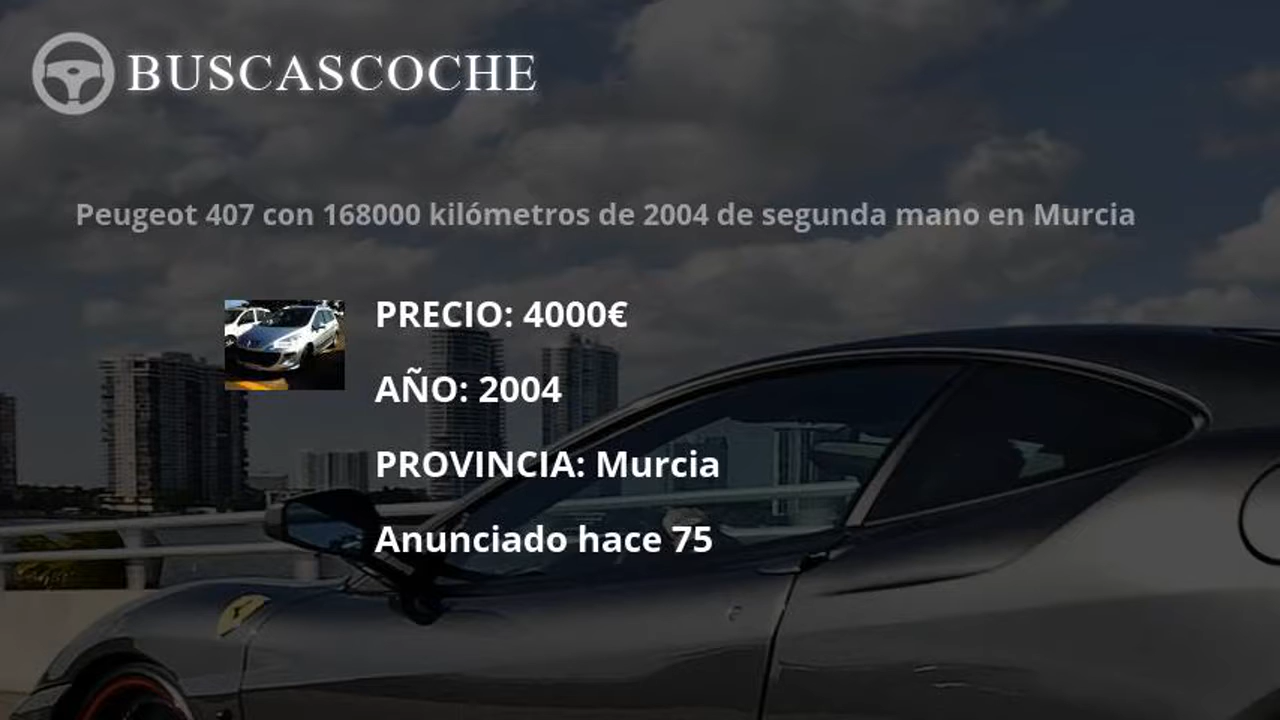 BUSCASCOCHE
Peugeot 407 con 168000 kilómetros de 2004 de segunda mano en Murcia
PRECIO: 4000€
AÑO: 2004
PROVINCIA: Murcia
Anunciado hace 75